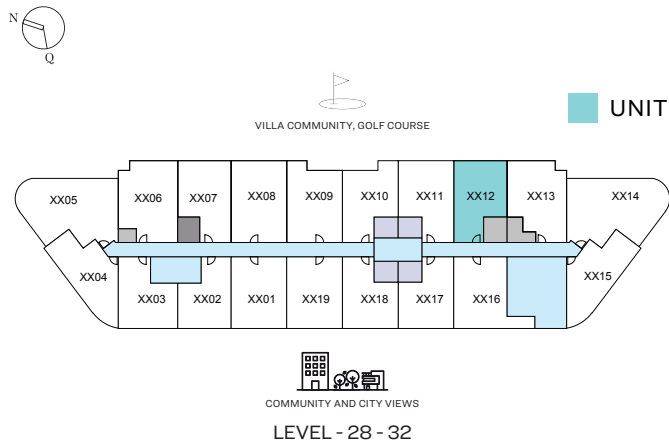 N
Q
VILLA COMMUNITY, GOLF COURSE
UNIT
XX05
XX06
XX07
XX08
XX09
XX10
XX11
XX12
XX13
XX14
XX04
XX03
XX02
XX01
XX19
XX18
XX17
XX16
XX15
COMMUNITY AND CITY VIEWS
LEVEL - 28 - 32